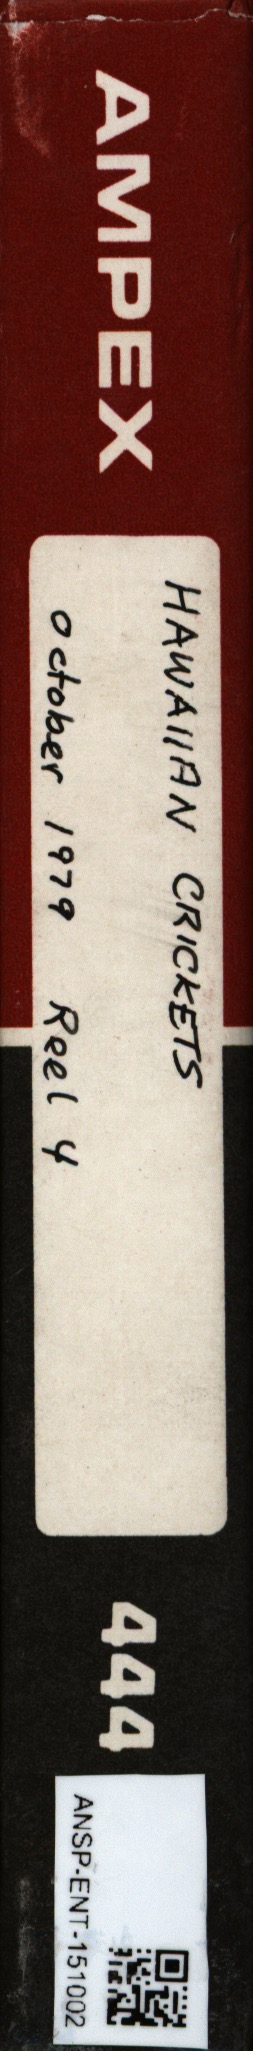 AMPEX
HAWAIIAN CRICKETS
October 1979 Reel 4
444
ANSP-ENT-151002